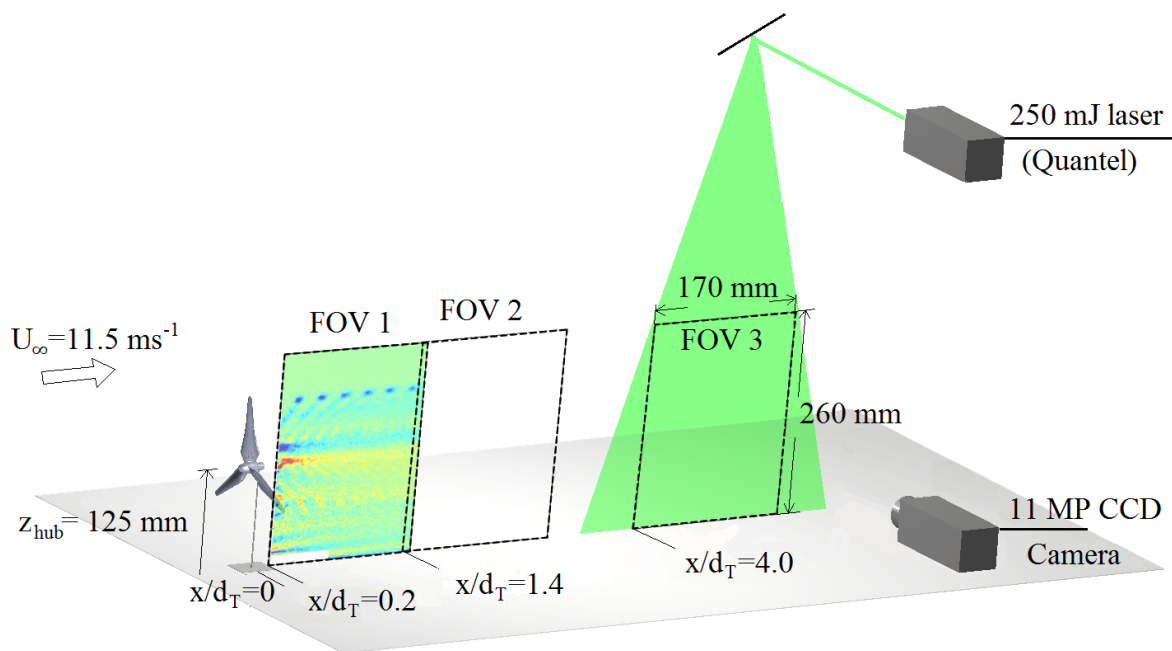 250 mJ laser
(Quantel)
170 mm
FOV 1
FOV 2
U∞=11.5 ms⁻¹
FOV 3
260 mm
z_hub= 125 mm
11 MP CCD
Camera
x/d_T=0
x/d_T=0.2
x/d_T=1.4
x/d_T=4.0